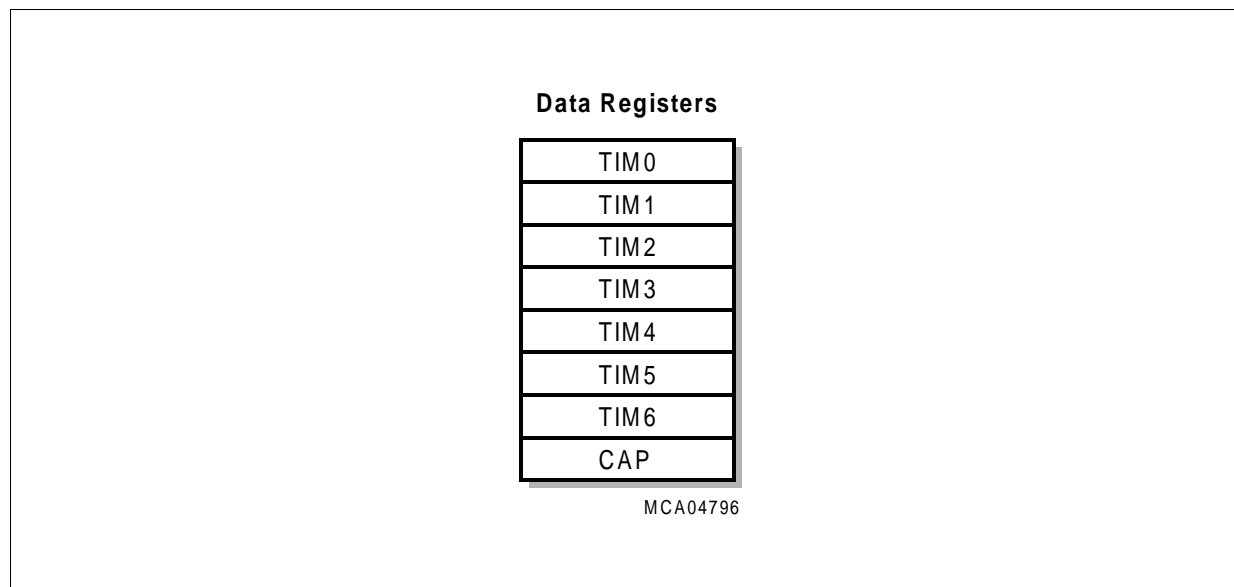 Data Registers
TIM0
TIM1
TIM2
TIM3
TIM4
TIM5
TIM6
CAP
MCA04796